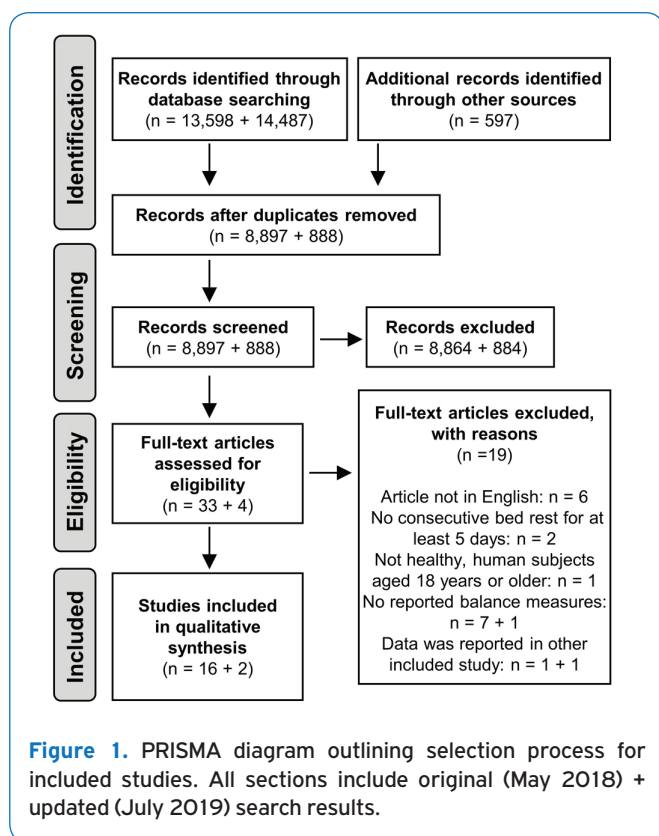 Identification
Records identified through
database searching
(n = 13,598 + 14,487)
Additional records identified
through other sources
(n = 597)
Records after duplicates removed
(n = 8,897 + 888)
Screening
Records screened
(n = 8,897 + 888)
Records excluded
(n = 8,864 + 884)
Eligibility
Full-text articles
assessed for
eligibility
(n = 33 + 4)
Full-text articles excluded,
with reasons
(n =19)
Article not in English: n = 6
No consecutive bed rest for at
least 5 days: n = 2
Not healthy, human subjects
aged 18 years or older: n = 1
No reported balance measures:
n = 7 + 1
Data was reported in other
included study: n = 1 + 1
Included
Studies included
in qualitative
synthesis
(n = 16 + 2)
Figure 1. PRISMA diagram outlining selection process for
included studies. All sections include original (May 2018) +
updated (July 2019) search results.